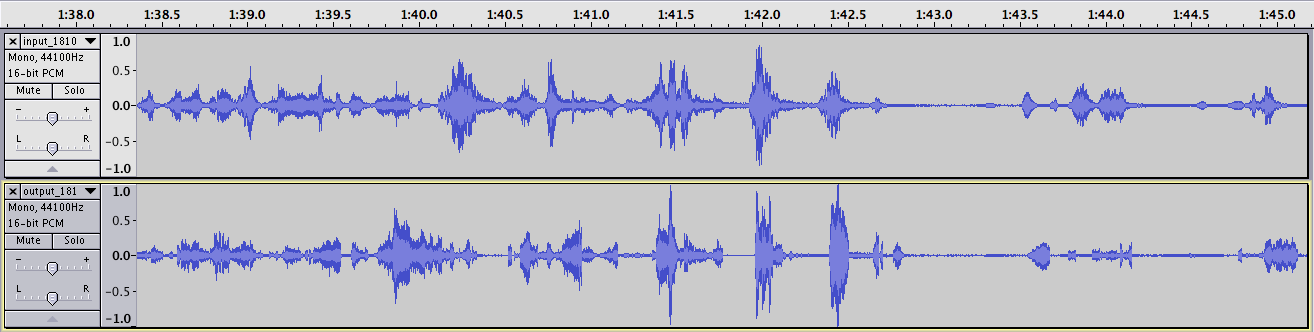 1:38.0 1:38.5 1:39.0 1:39.5 1:40.0 1:40.5 1:41.0 1:41.5 1:42.0 1:42.5 1:43.0 1:43.5 1:44.0 1:44.5 1:45.0
× input_1810 ▼
Mono, 44100Hz
16-bit PCM
Mute Solo
- +
L R
1.0
0.5
0.0-
-0.5
-1.0
× output_181 ▼
Mono, 44100Hz
16-bit PCM
Mute Solo
- +
L R
1.0
0.5
0.0-
-0.5
-1.0